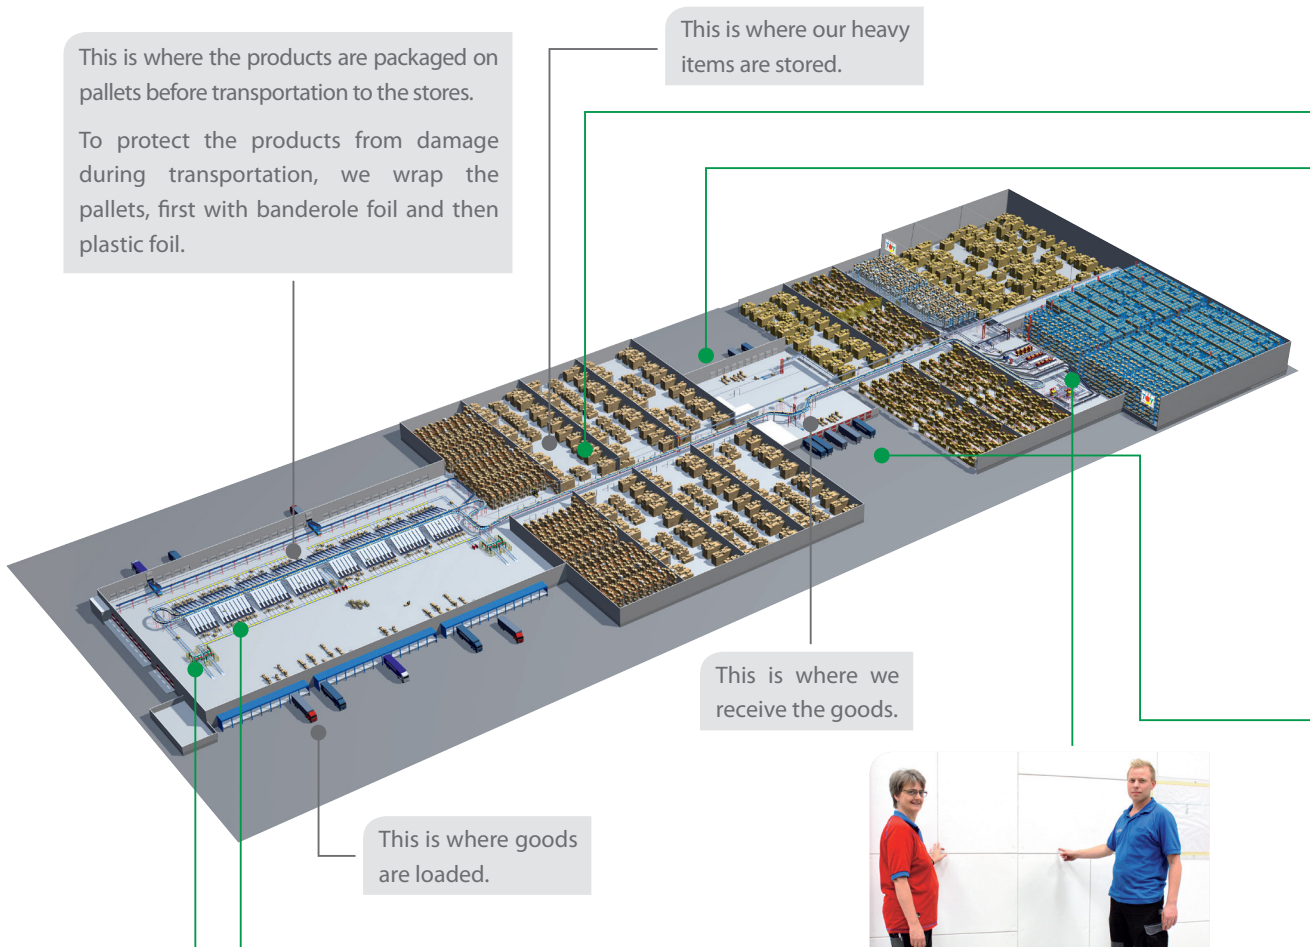 This is where the products are packaged on
pallets before transportation to the stores.
To protect the products from damage
during transportation, we wrap the
pallets, first with banderole foil and then
plastic foil.
This is where our heavy
items are stored.
This is where we
receive the goods.
This is where goods
are loaded.